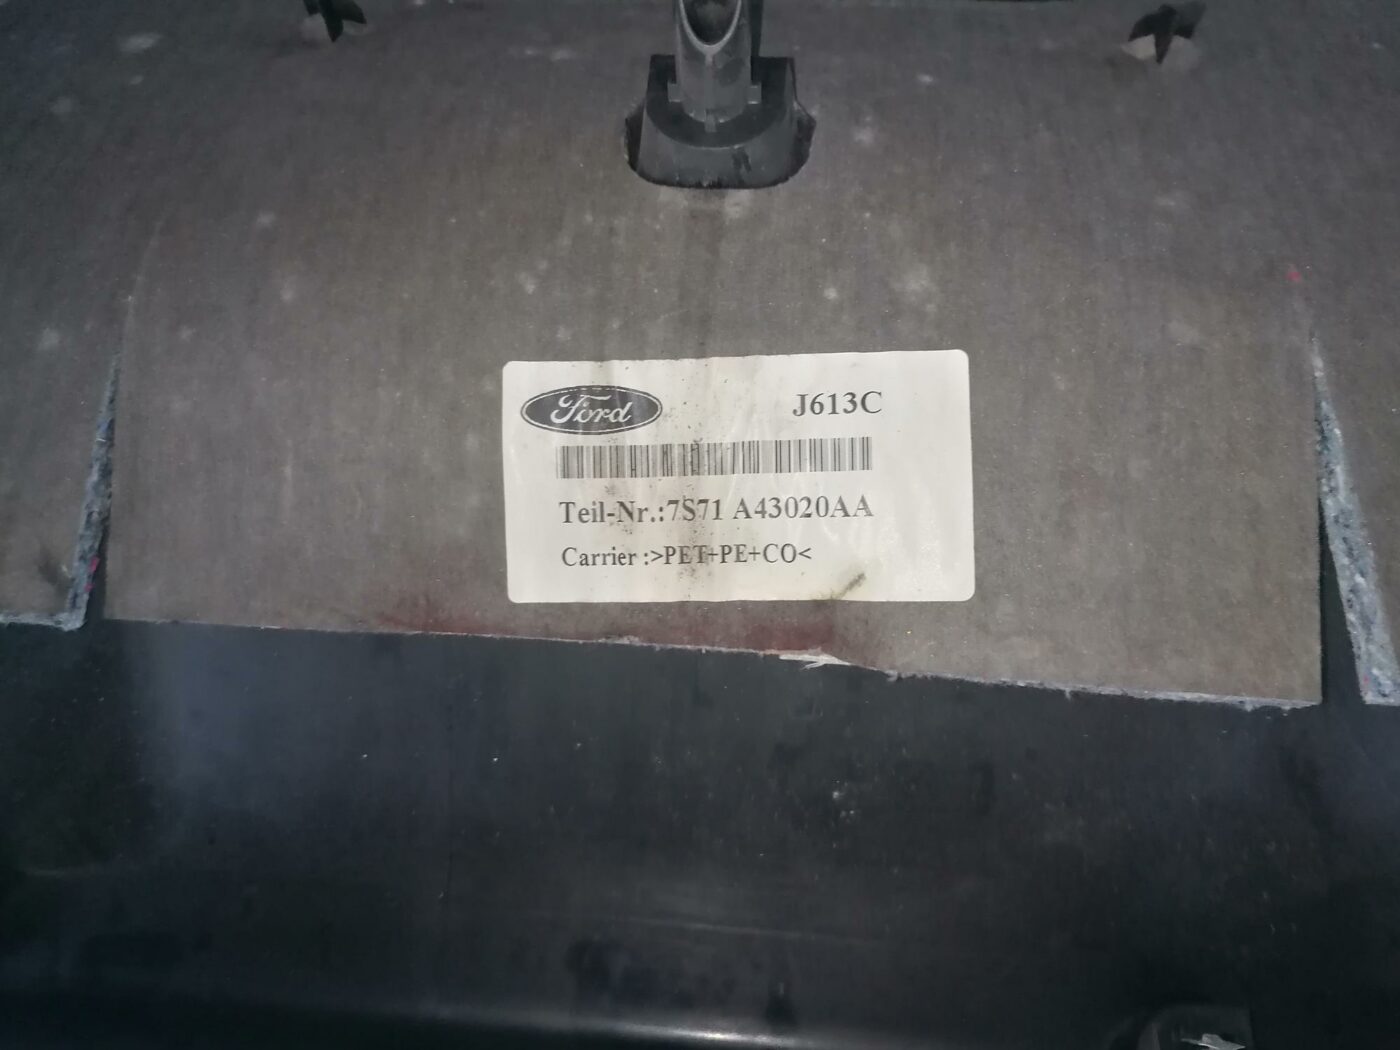 Ford J613C
Teil-Nr.:7S71 A43020AA
Carrier :>PET+PE+CO<